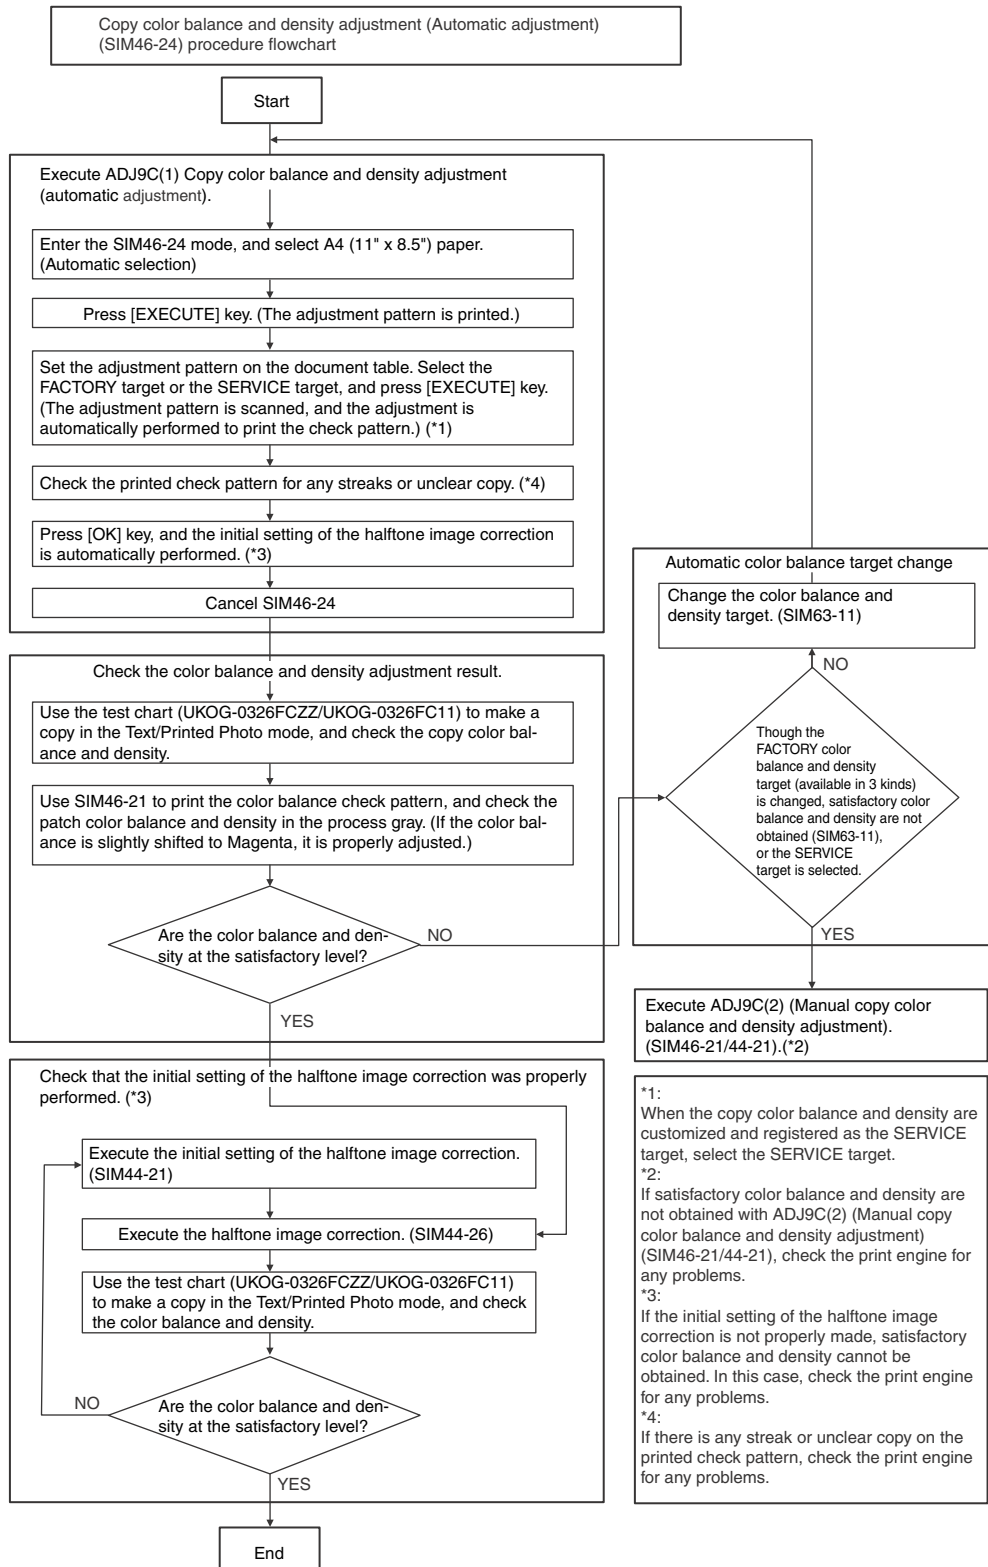 Copy color balance and density adjustment (Automatic adjustment)
(SIM46-24) procedure flowchart
Start
Execute ADJ9C(1) Copy color balance and density adjustment
(automatic adjustment).
Enter the SIM46-24 mode, and select A4 (11" x 8.5") paper.
(Automatic selection)
Press [EXECUTE] key. (The adjustment pattern is printed.)
Set the adjustment pattern on the document table. Select the
FACTORY target or the SERVICE target, and press [EXECUTE] key.
(The adjustment pattern is scanned, and the adjustment is
automatically performed to print the check pattern.) (*1)
Check the printed check pattern for any streaks or unclear copy. (*4)
Press [OK] key, and the initial setting of the halftone image correction
is automatically performed. (*3)
Cancel SIM46-24
Check the color balance and density adjustment result.
Use the test chart (UKOG-0326FCZZ/UKOG-0326FC11) to make a
copy in the Text/Printed Photo mode, and check the copy color bal-
ance and density.
Use SIM46-21 to print the color balance check pattern, and check the
patch color balance and density in the process gray. (If the color bal-
ance is slightly shifted to Magenta, it is properly adjusted.)
Are the color balance and den-
sity at the satisfactory level?
NO
YES
Automatic color balance target change
Change the color balance and
density target. (SIM63-11)
NO
Though the
FACTORY color
balance and density
target (available in 3 kinds)
is changed, satisfactory color
balance and density are not
obtained (SIM63-11),
or the SERVICE
target is selected.
YES
Execute ADJ9C(2) (Manual copy color
balance and density adjustment).
(SIM46-21/44-21).(*2)
Check that the initial setting of the halftone image correction was properly
performed. (*3)
Execute the initial setting of the halftone image correction.
(SIM44-21)
Execute the halftone image correction. (SIM44-26)
Use the test chart (UKOG-0326FCZZ/UKOG-0326FC11)
to make a copy in the Text/Printed Photo mode, and check
the color balance and density.
Are the color balance and den-
sity at the satisfactory level?
NO
YES
End
*1:
When the copy color balance and density are
customized and registered as the SERVICE
target, select the SERVICE target.
*2:
If satisfactory color balance and density are
not obtained with ADJ9C(2) (Manual copy
color balance and density adjustment)
(SIM46-21/44-21), check the print engine for
any problems.
*3:
If the initial setting of the halftone image
correction is not properly made, satisfactory
color balance and density cannot be
obtained. In this case, check the print engine
for any problems.
*4:
If there is any streak or unclear copy on the
printed check pattern, check the print engine
for any problems.